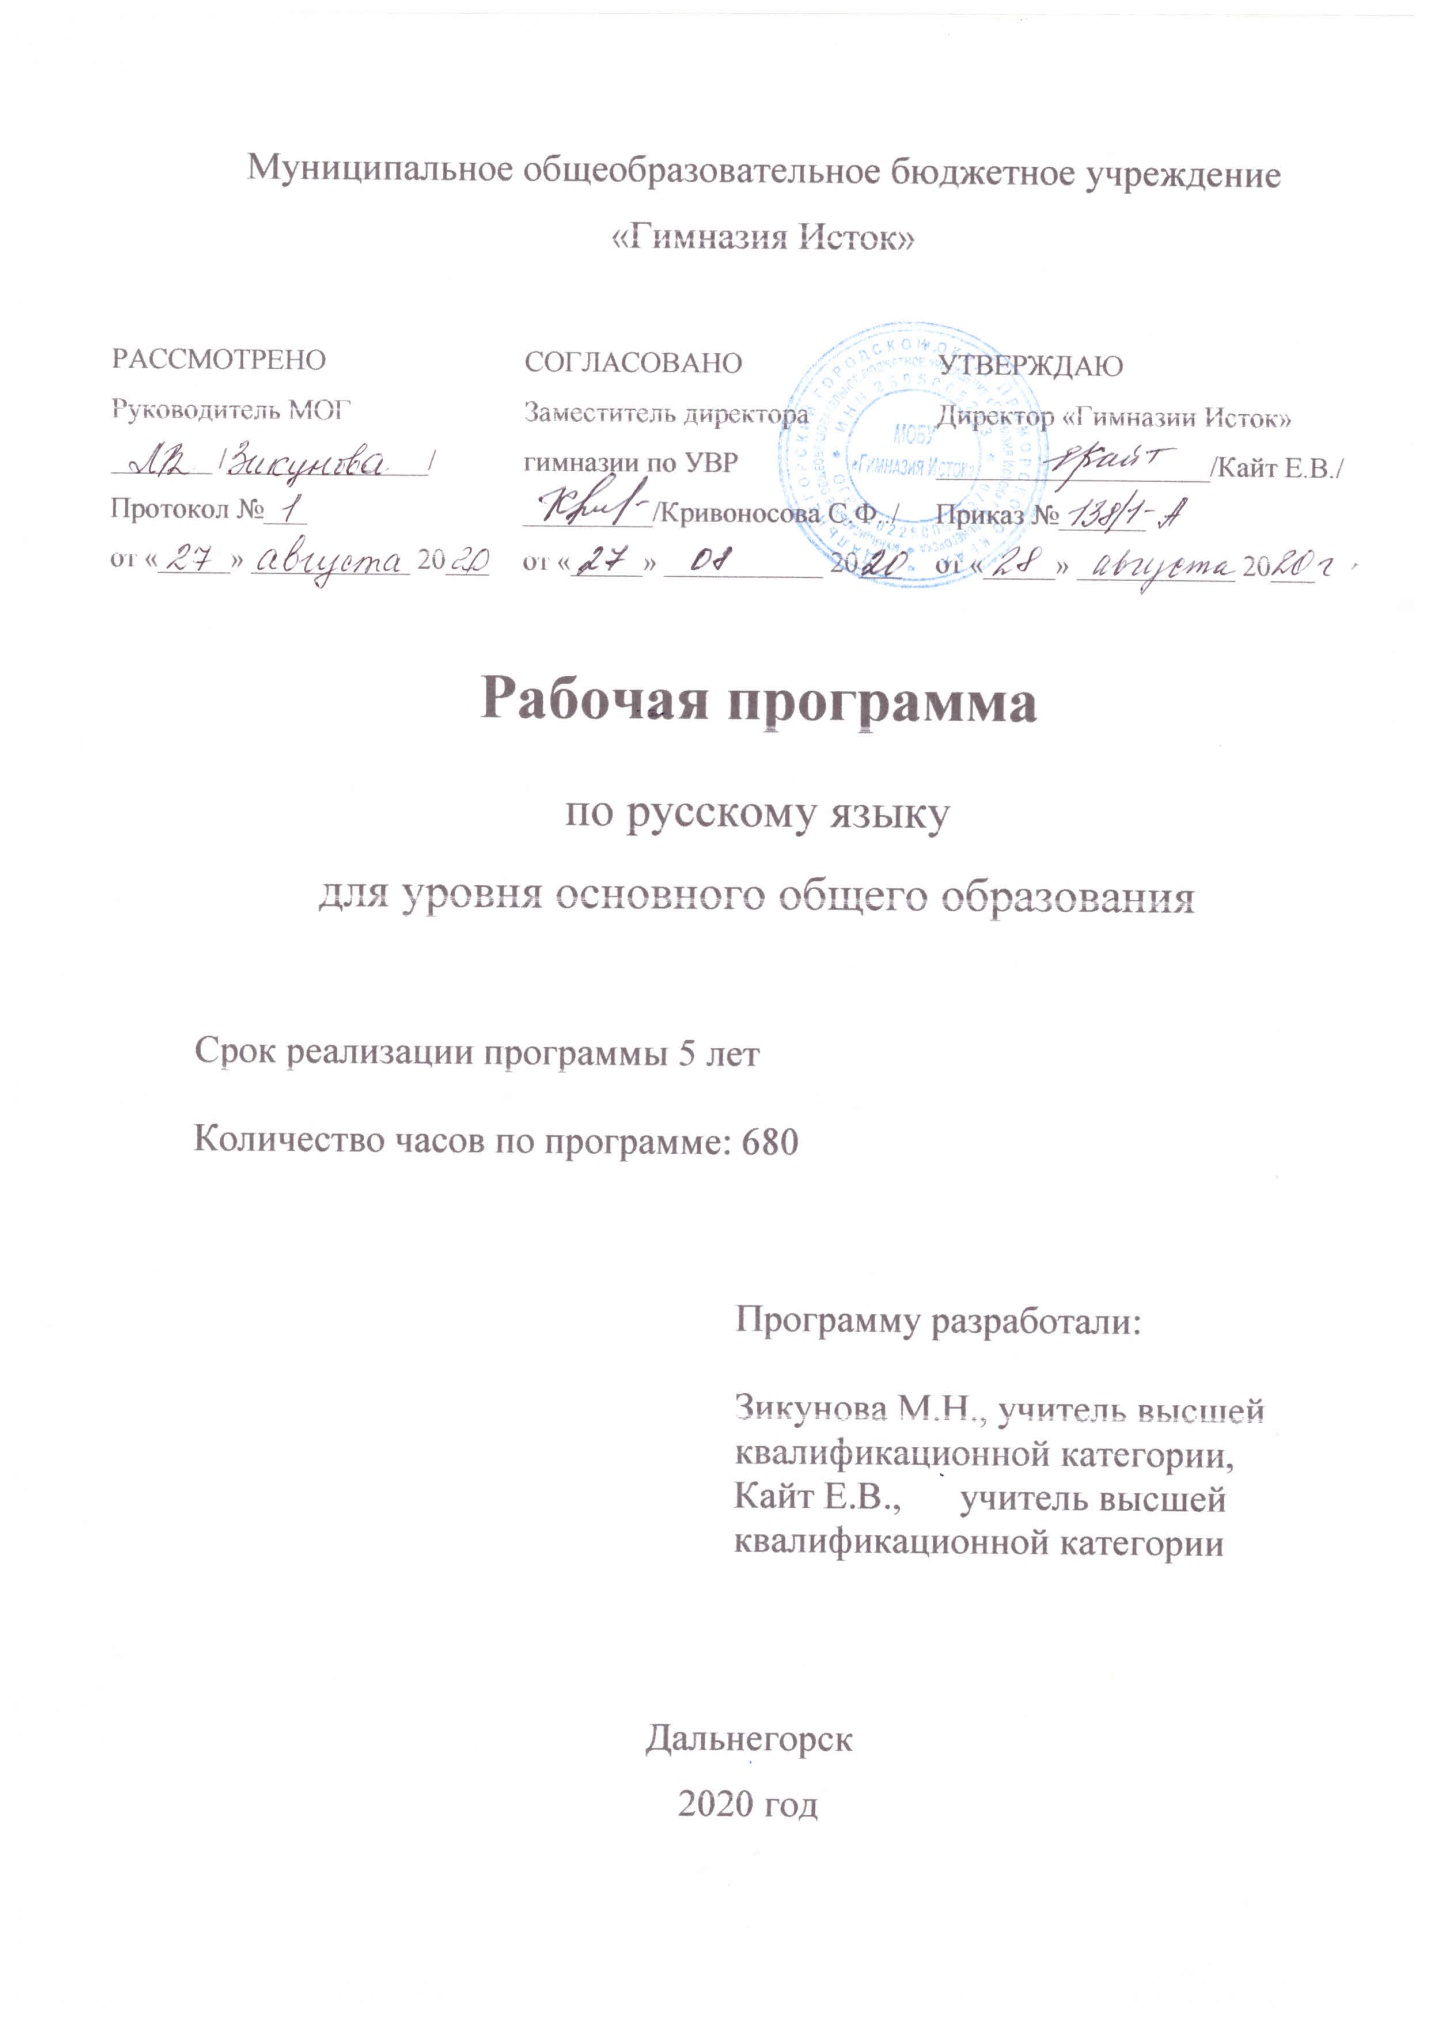 Муниципальное общеобразовательное бюджетное учреждение
«Гимназия Исток»
РАССМОТРЕНО
Руководитель МОГ
/Зикунова/
Протокол № 1
от «27» августа 2020
СОГЛАСОВАНО
Заместитель директора
гимназии по УВР
/Кривоносова С.Ф../
от «27» 08 2020
УТВЕРЖДАЮ
Директор «Гимназии Исток»
/Кайт Е.В./
Приказ № 138/1-А
от «28» августа 2020 г
МОБУ
«Гимназия Исток»
Рабочая программа
по русскому языку
для уровня основного общего образования
Срок реализации программы 5 лет
Количество часов по программе: 680
Программу разработали:
Зикунова М.Н., учитель высшей
квалификационной категории,
Кайт Е.В., учитель высшей
квалификационной категории
Дальнегорск
2020 год